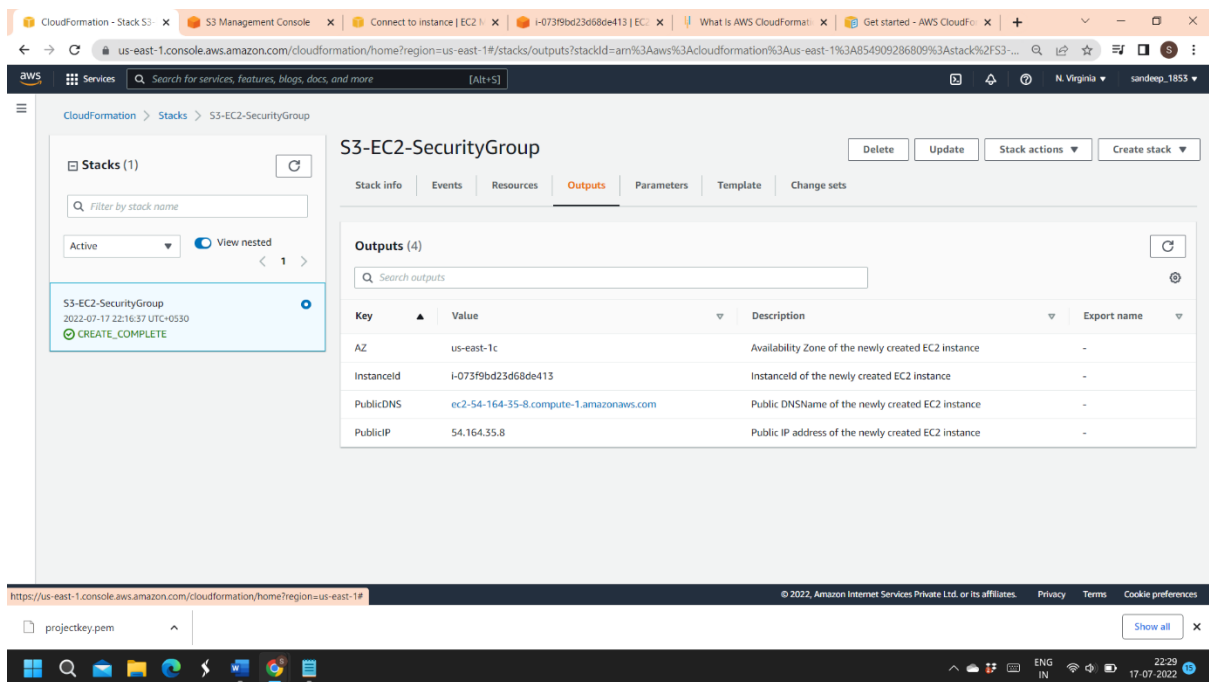 CloudFormation - Stack S3-
S3 Management Console
Connect to instance | EC2 M
i-073f9bd23d68de413 | EC2
What Is AWS CloudFormati
Get started - AWS CloudFo
us-east-1.console.aws.amazon.com/cloudformation/home?region=us-east-1#/stacks/outputs?stackId=arn%3Aaws%3Acloudformation%3Aus-east-1%3A854909286809%3Astack%2FS3-...
S
aws
Services
Search for services, features, blogs, docs, and more
[Alt+S]
N. Virginia
sandeep_1853
CloudFormation > Stacks > S3-EC2-SecurityGroup
Stacks (1)
Filter by stack name
Active
View nested
< 1 >
S3-EC2-SecurityGroup
2022-07-17 22:16:37 UTC+0530
CREATE_COMPLETE
S3-EC2-SecurityGroup
Delete
Update
Stack actions
Create stack
Stack info
Events
Resources
Outputs
Parameters
Template
Change sets
Outputs (4)
Search outputs
Key Value Description Export name
AZ us-east-1c Availability Zone of the newly created EC2 instance -
InstanceId i-073f9bd23d68de413 InstanceId of the newly created EC2 instance -
PublicDNS ec2-54-164-35-8.compute-1.amazonaws.com Public DNSName of the newly created EC2 instance -
PublicIP 54.164.35.8 Public IP address of the newly created EC2 instance -
https://us-east-1.console.aws.amazon.com/cloudformation/home?region=us-east-1#
© 2022, Amazon Internet Services Private Ltd. or its affiliates.
Privacy
Terms
Cookie preferences
projectkey.pem
Show all
ENG
IN
22:29
17-07-2022
15